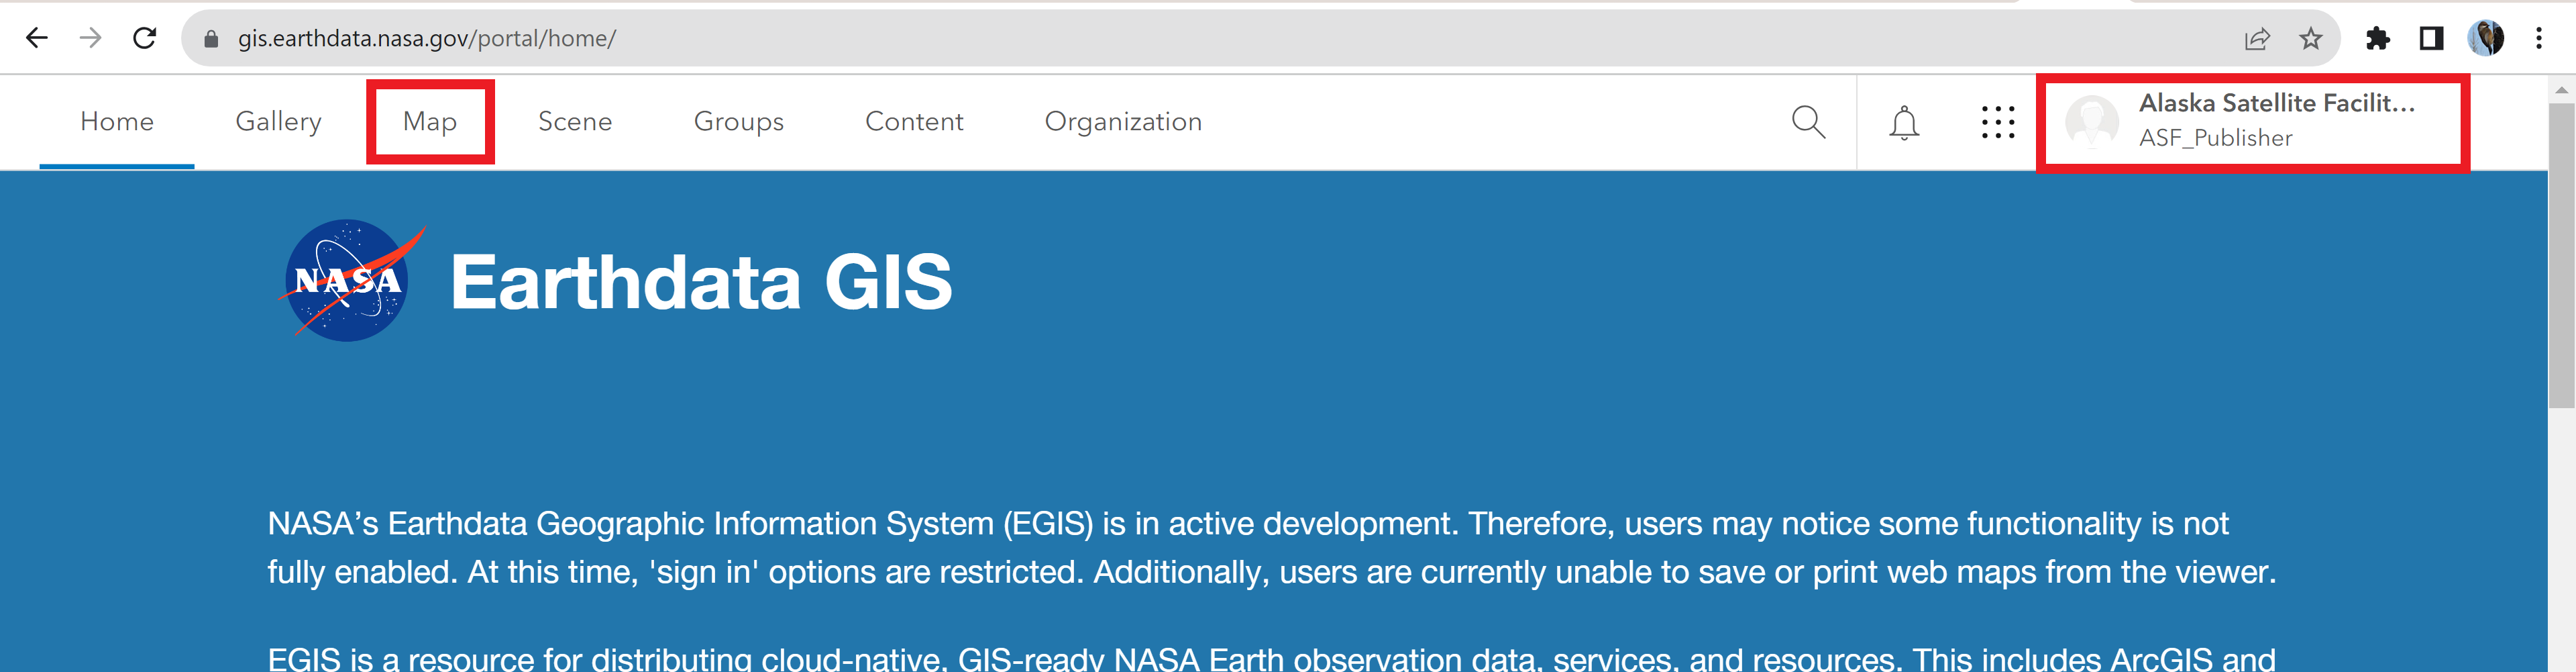 gis.earthdata.nasa.gov/portal/home/
Home Gallery Map Scene Groups Content Organization
Alaska Satellite Facilit...
ASF_Publisher
NASA
Earthdata GIS
NASA’s Earthdata Geographic Information System (EGIS) is in active development. Therefore, users may notice some functionality is not
fully enabled. At this time, 'sign in' options are restricted. Additionally, users are currently unable to save or print web maps from the viewer.
EGIS is a resource for distributing cloud-native, GIS-ready NASA Earth observation data, services, and resources. This includes ArcGIS and